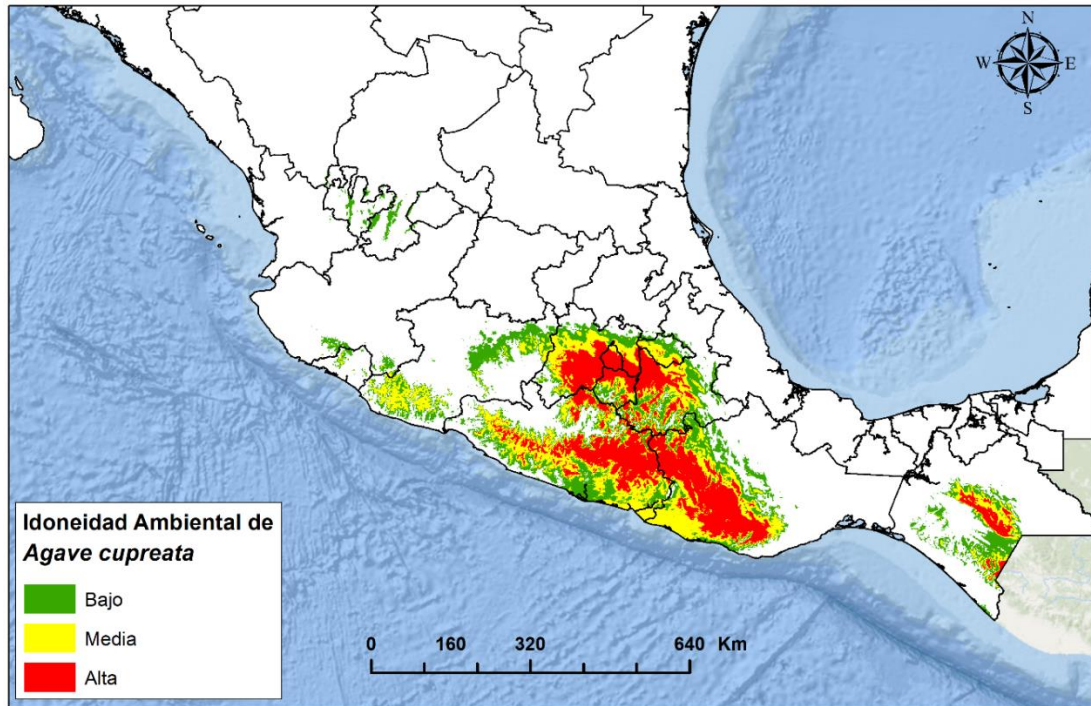 N
W E
S
Idoneidad Ambiental de
Agave cupreata
Bajo
Media
Alta
0 160 320 640 Km